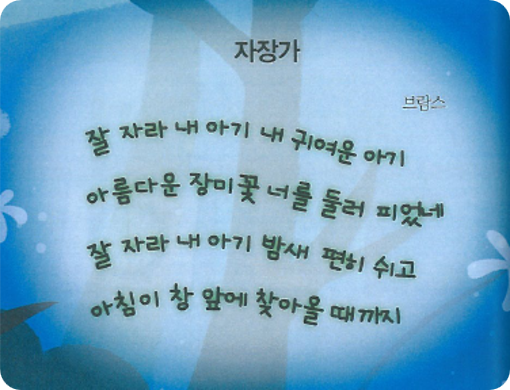 자장가
브람스
잘 자라 내 아기 내 귀여운 아기
아름다운 장미꽃 너를 둘러 피었네
잘 자라 내 아기 밤새 편히 쉬고
아침이 창 앞에 찾아올 때까지